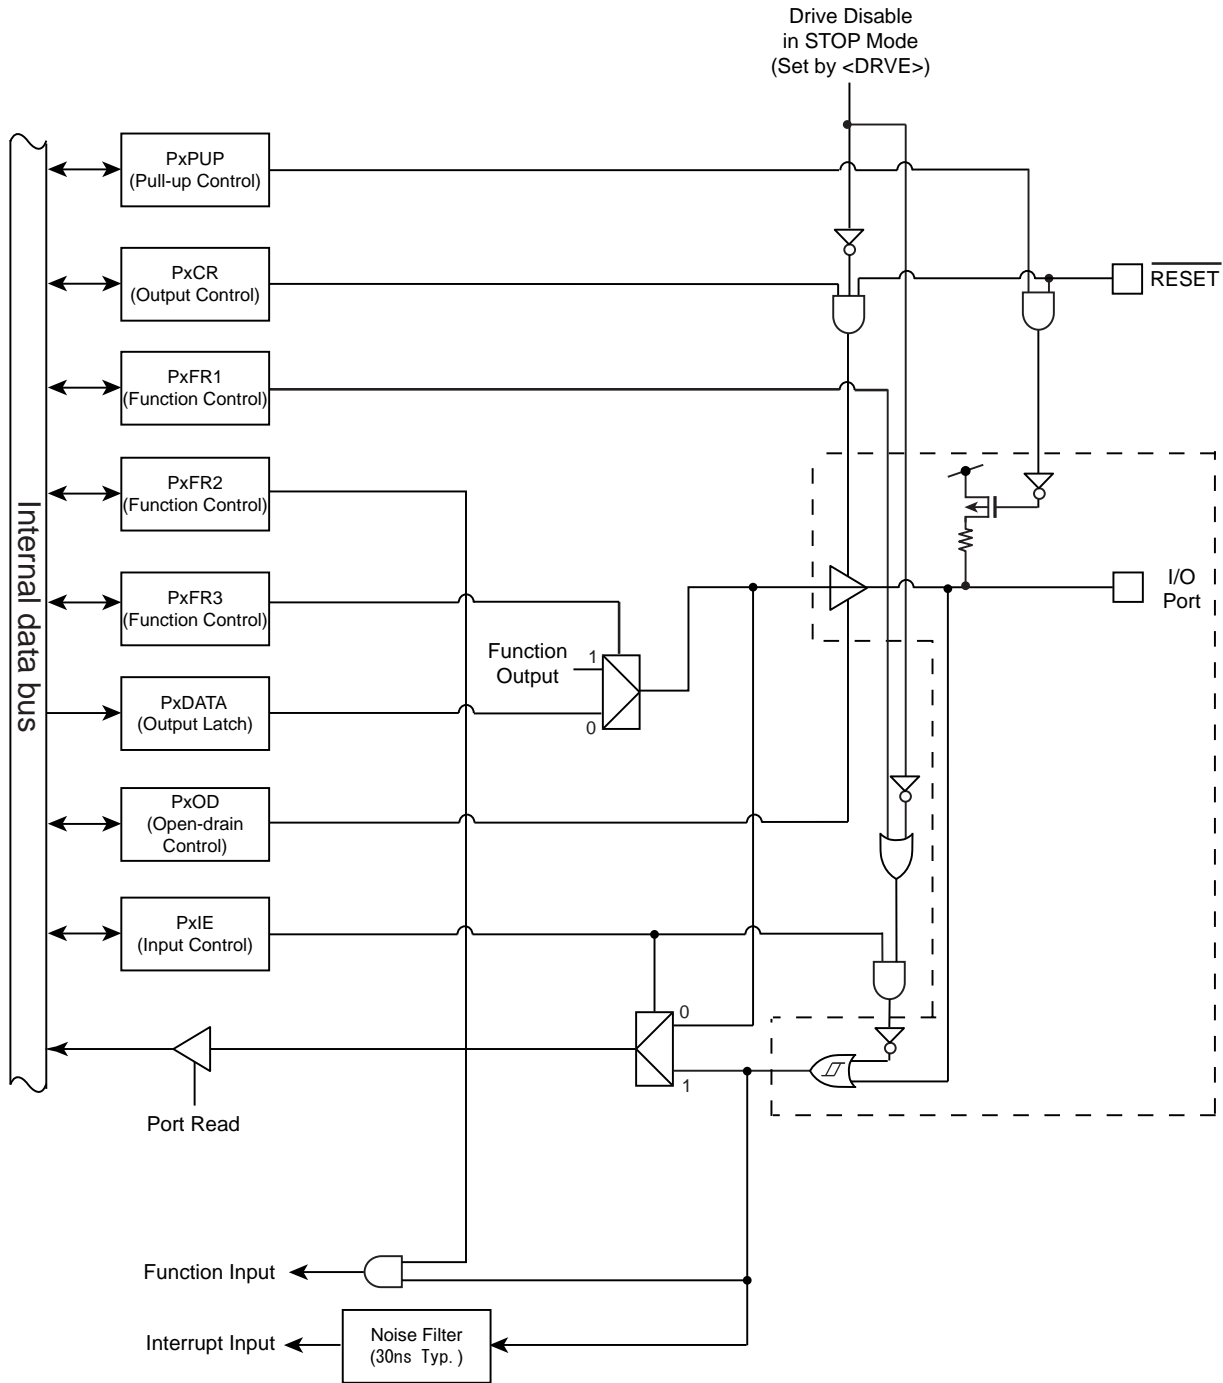 Drive Disable
in STOP Mode
(Set by <DRVE>)
PxPUP
(Pull-up Control)
PxCR
(Output Control)
RESET
PxFR1
(Function Control)
PxFR2
(Function Control)
Internal data bus
PxFR3
(Function Control)
I/O
Port
Function
Output
1
0
PxDATA
(Output Latch)
PxOD
(Open-drain
Control)
PxIE
(Input Control)
0
1
Port Read
Function Input
Interrupt Input
Noise Filter
(30ns Typ.)